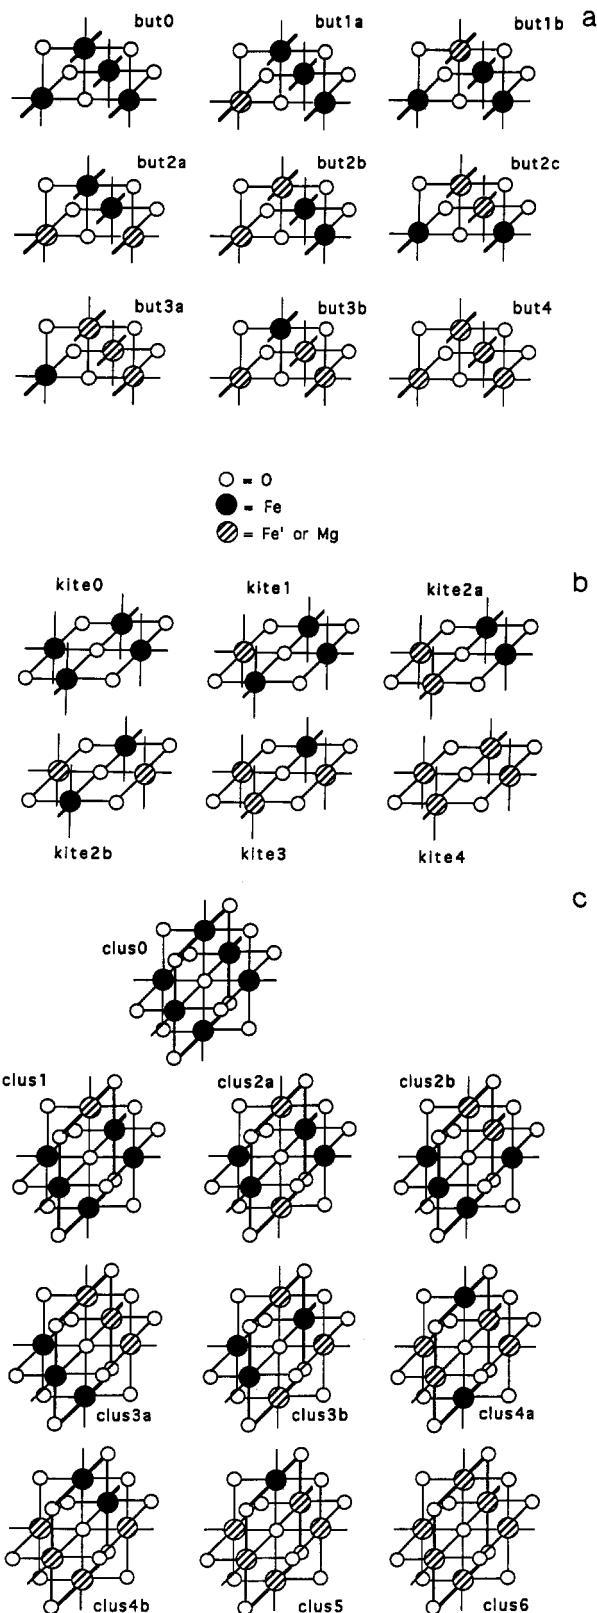 a
but0 but1a but1b
but2a but2b but2c
but3a but3b but4
= O
= Fe
= Fe' or Mg
b
kite0 kite1 kite2a
kite2b kite3 kite4
c
clus0
clus1 clus2a clus2b
clus3a clus3b clus4a
clus4b clus5 clus6